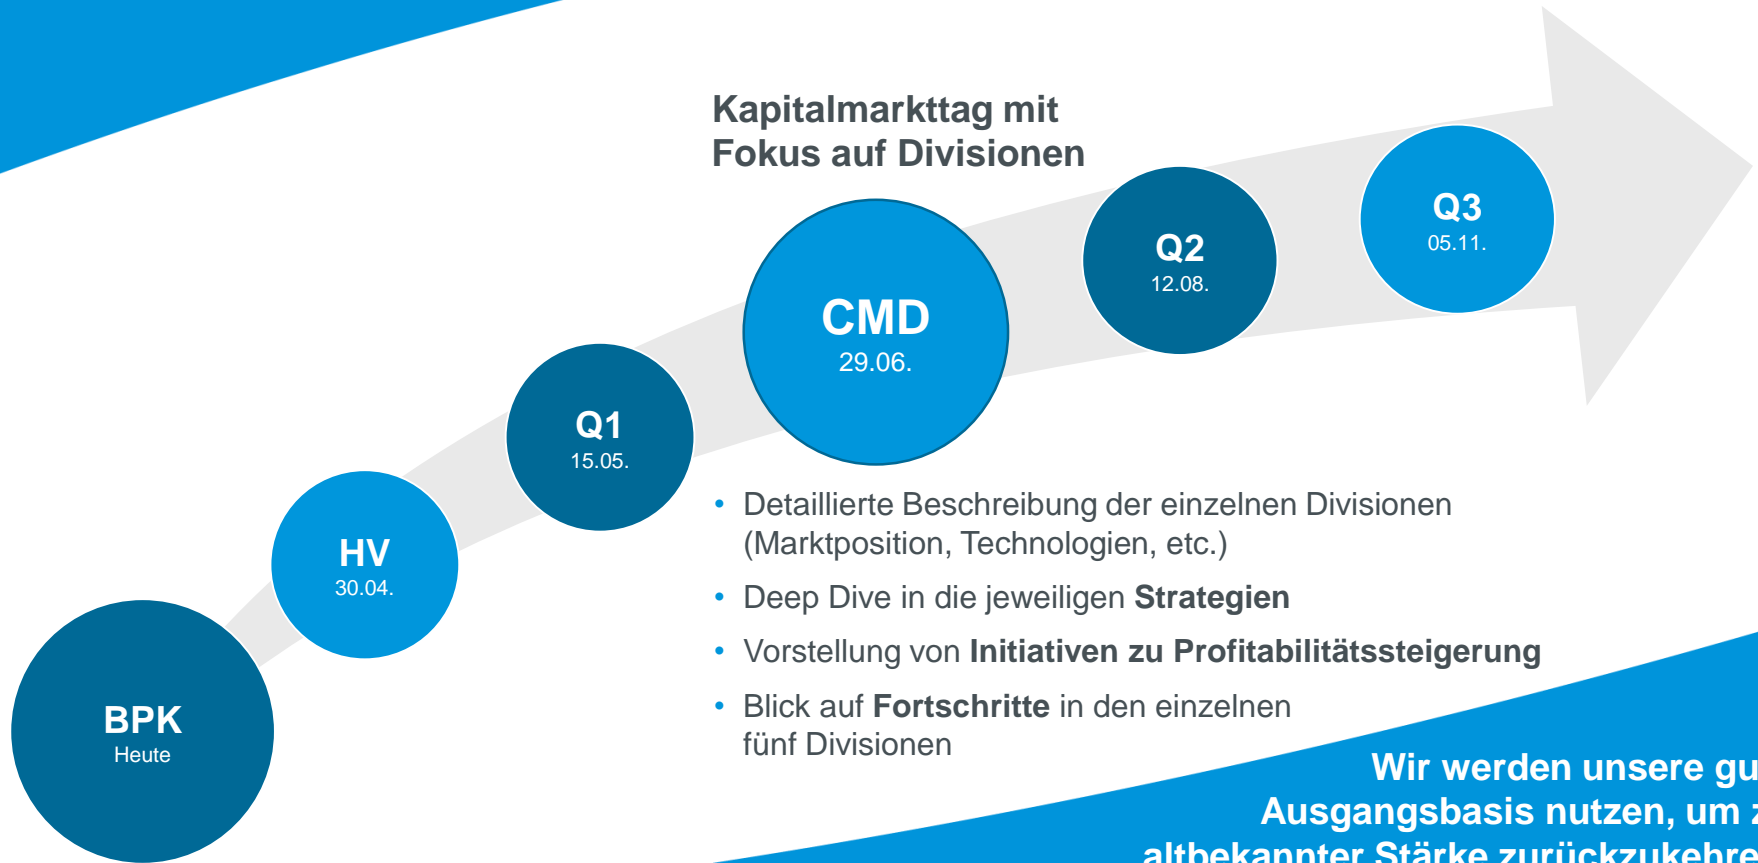 Kapitalmarkttag mit
Fokus auf Divisionen
BPK
Heute
HV
30.04.
Q1
15.05.
CMD
29.06.
Q2
12.08.
Q3
05.11.
• Detaillierte Beschreibung der einzelnen Divisionen
(Marktposition, Technologien, etc.)
• Deep Dive in die jeweiligen Strategien
• Vorstellung von Initiativen zu Profitabilitätssteigerung
• Blick auf Fortschritte in den einzelnen
fünf Divisionen
Wir werden unsere
Ausgangsbasis nutzen, um
altbekannter Stärke